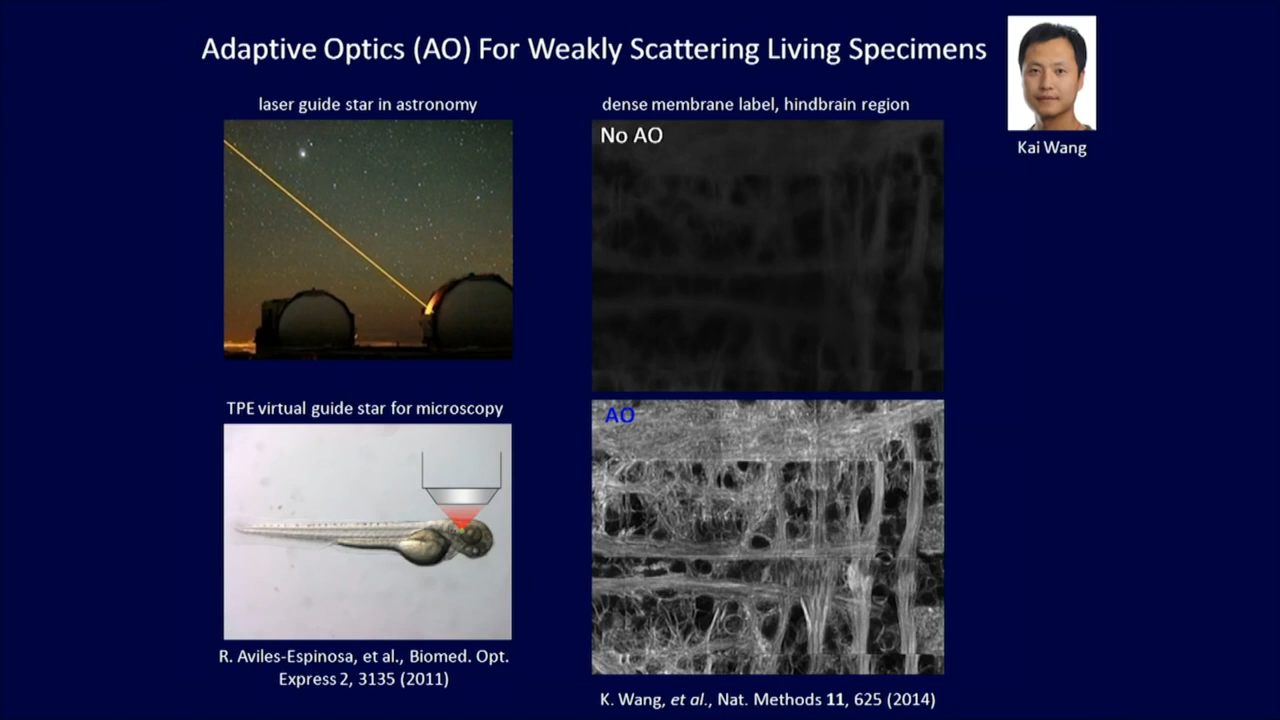 Adaptive Optics (AO) For Weakly Scattering Living Specimens
laser guide star in astronomy
dense membrane label, hindbrain region
No AO
Kai Wang
TPE virtual guide star for microscopy
AO
R. Aviles-Espinosa, et al., Biomed. Opt.
Express 2, 3135 (2011)
K. Wang, et al., Nat. Methods 11, 625 (2014)